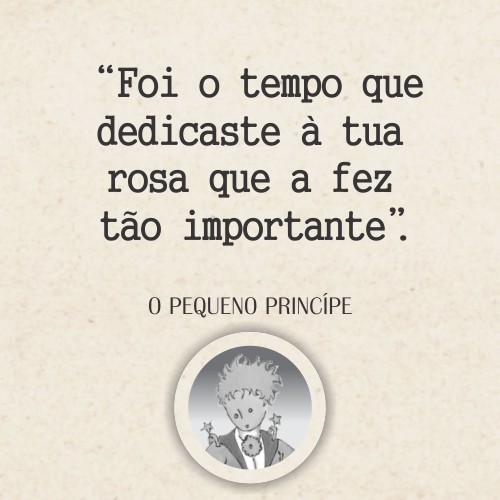 “Foi o tempo que
dedicaste à tua
rosa que a fez
tão importante”.
O PEQUENO PRINCÍPE